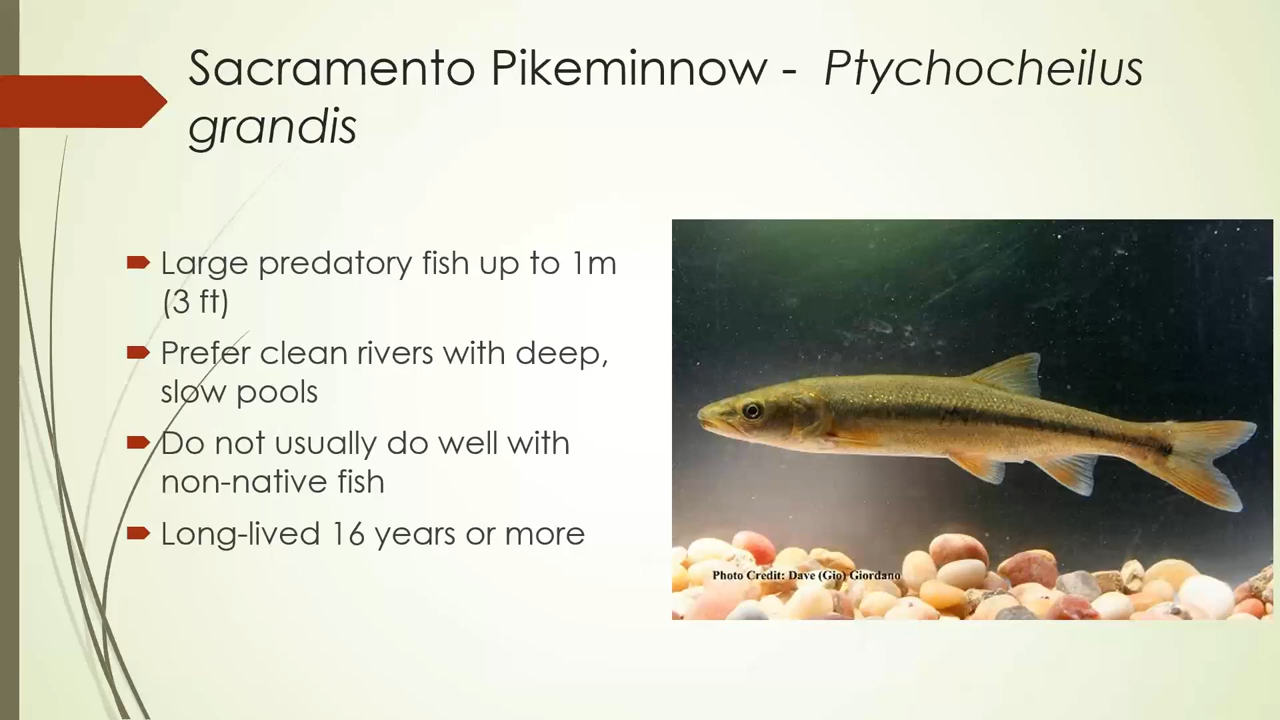 Sacramento Pikeminnow - Ptychocheilus
grandis
Large predatory fish up to 1m
(3 ft)
Prefer clean rivers with deep,
slow pools
Do not usually do well with
non-native fish
Long-lived 16 years or more
Photo Credit: Dave (Gio) Giordano